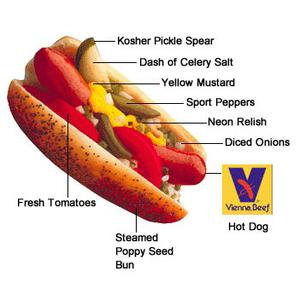 Kosher Pickle Spear
Dash of Celery Salt
Yellow Mustard
Sport Peppers
Neon Relish
Diced Onions
V
Vienna Beef
Hot Dog
Fresh Tomatoes
Steamed
Poppy Seed
Bun